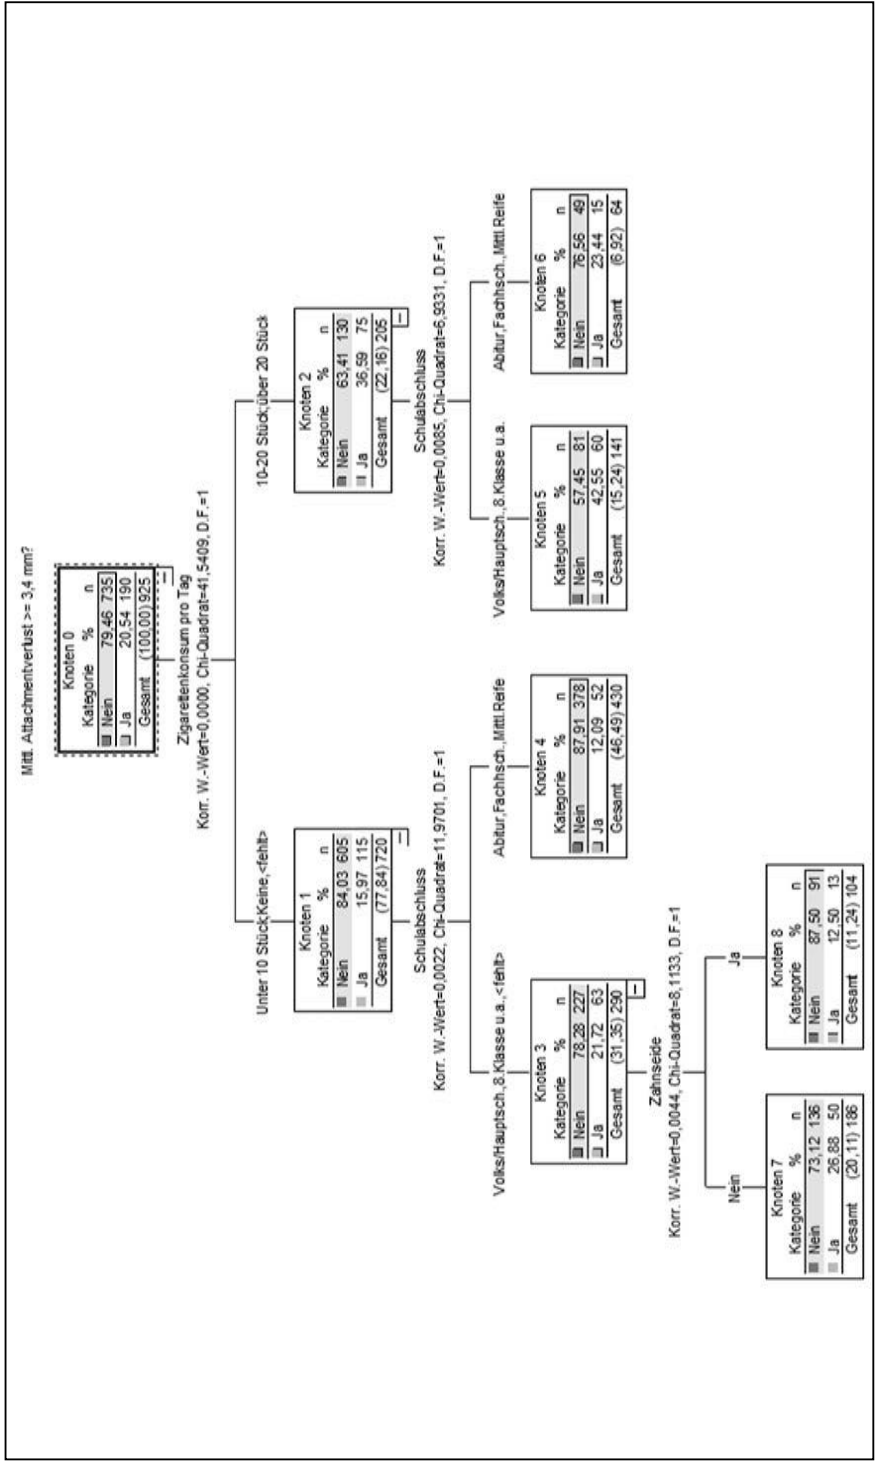 Mittl. Attachmentverlust >= 3,4 mm?
Knoten 0
Kategorie % n
Nein 79,46 735
Ja 20,54 190
Gesamt (100,00) 925
Zigarettenkonsum pro Tag
Korr. W.-Wert=0,0000, Chi-Quadrat=41,5409, D.F.=1
Unter 10 Stück;Keine,<fehlt>
Knoten 1
Kategorie % n
Nein 84,03 605
Ja 15,97 115
Gesamt (77,84) 720
Schulabschluss
Korr. W.-Wert=0,0022, Chi-Quadrat=11,9701, D.F.=1
10-20 Stück;über 20 Stück
Knoten 2
Kategorie % n
Nein 63,41 130
Ja 36,59 75
Gesamt (22,16) 205
Schulabschluss
Korr. W.-Wert=0,0085, Chi-Quadrat=6,9331, D.F.=1
Volks/Hauptsch.,8.Klasse u.a.,<fehlt>
Knoten 3
Kategorie % n
Nein 78,28 227
Ja 21,72 63
Gesamt (31,35) 290
Zahnseide
Korr. W.-Wert=0,0044, Chi-Quadrat=8,1133, D.F.=1
Abitur,Fachhsch.,Mittl.Reife
Knoten 4
Kategorie % n
Nein 87,91 378
Ja 12,09 52
Gesamt (46,49) 430
Volks/Hauptsch.,8.Klasse u.a.
Knoten 5
Kategorie % n
Nein 57,45 81
Ja 42,55 60
Gesamt (15,24) 141
Abitur,Fachhsch.,Mittl.Reife
Knoten 6
Kategorie % n
Nein 76,56 49
Ja 23,44 15
Gesamt (6,92) 64
Nein
Knoten 7
Kategorie % n
Nein 73,12 136
Ja 26,88 50
Gesamt (20,11) 186
Ja
Knoten 8
Kategorie % n
Nein 87,50 91
Ja 12,50 13
Gesamt (11,24) 104